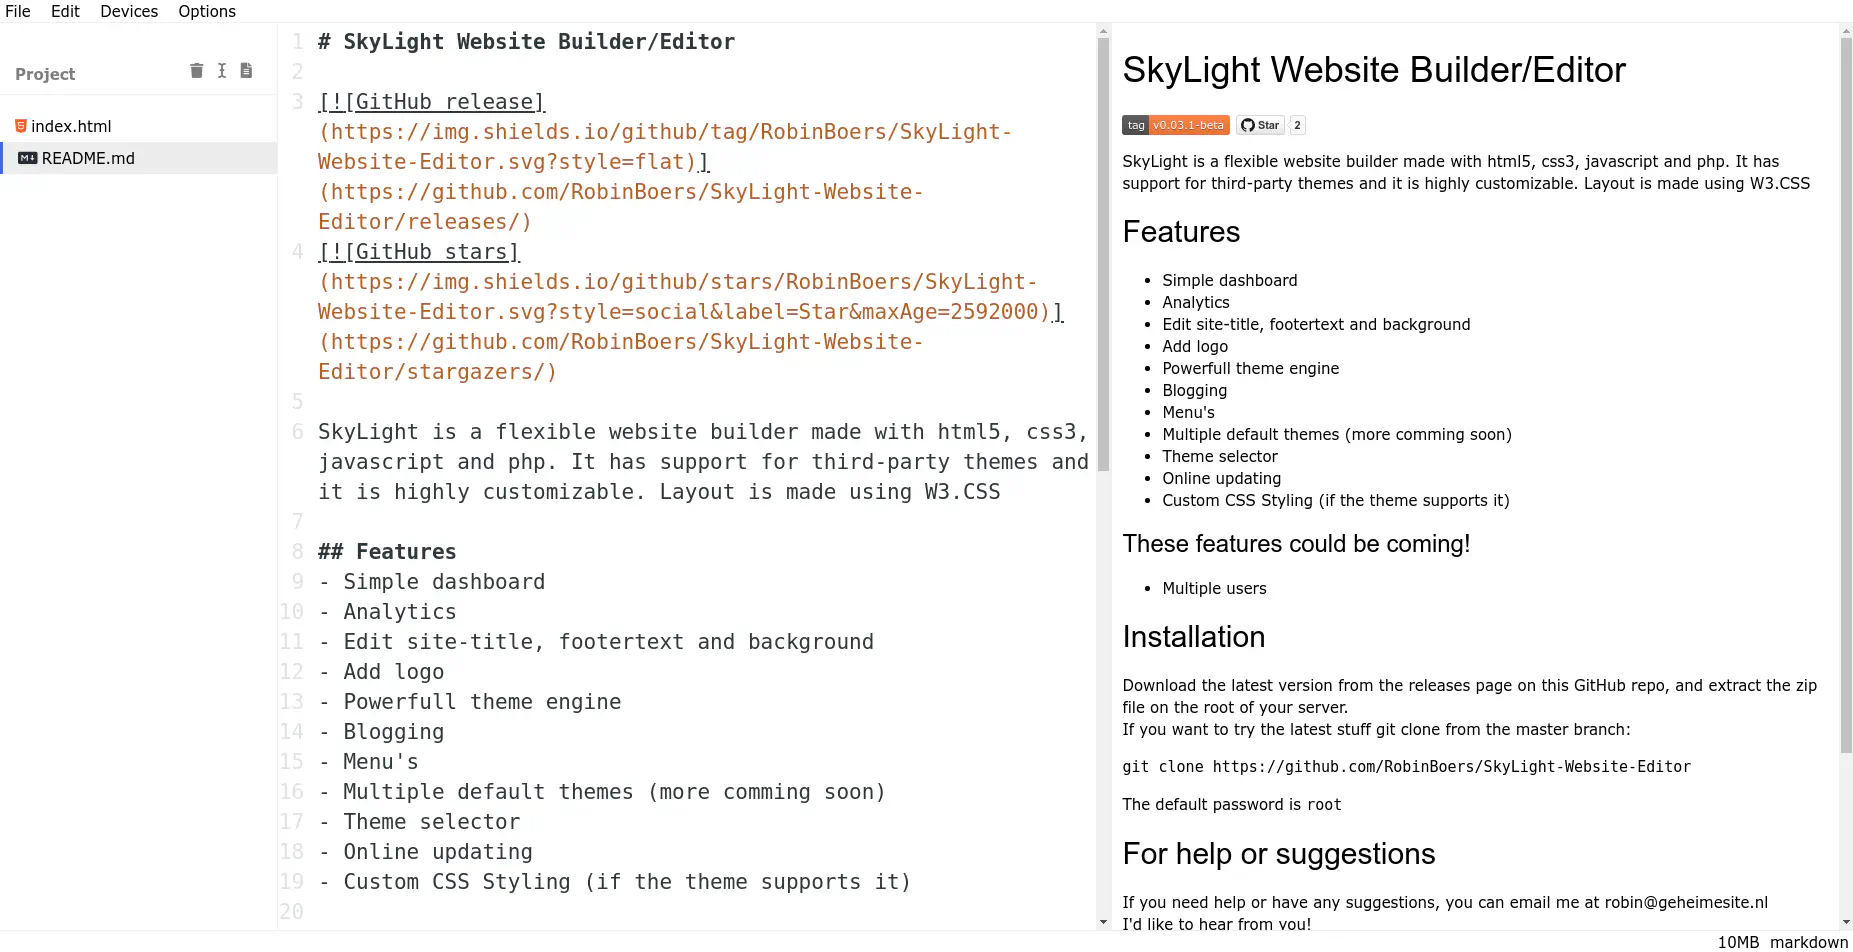 File Edit Devices Options
Project
index.html
README.md
1 # SkyLight Website Builder/Editor
2
3 [![GitHub release]
(https://img.shields.io/github/tag/RobinBoers/SkyLight-
Website-Editor.svg?style=flat)]
(https://github.com/RobinBoers/SkyLight-Website-
Editor/releases/)
4 [![GitHub stars]
(https://img.shields.io/github/stars/RobinBoers/SkyLight-
Website-Editor.svg?style=social&label=Star&maxAge=2592000)]
(https://github.com/RobinBoers/SkyLight-Website-
Editor/stargazers/)
5
6 SkyLight is a flexible website builder made with html5, css3,
javascript and php. It has support for third-party themes and
it is highly customizable. Layout is made using W3.CSS
7
8 ## Features
9 - Simple dashboard
10 - Analytics
11 - Edit site-title, footertext and background
12 - Add logo
13 - Powerfull theme engine
14 - Blogging
15 - Menu's
16 - Multiple default themes (more comming soon)
17 - Theme selector
18 - Online updating
19 - Custom CSS Styling (if the theme supports it)
20
SkyLight Website Builder/Editor
tag v0.03.1-beta Star 2
SkyLight is a flexible website builder made with html5, css3, javascript and php. It has
support for third-party themes and it is highly customizable. Layout is made using W3.CSS
Features
• Simple dashboard
• Analytics
• Edit site-title, footertext and background
• Add logo
• Powerfull theme engine
• Blogging
• Menu's
• Multiple default themes (more comming soon)
• Theme selector
• Online updating
• Custom CSS Styling (if the theme supports it)
These features could be coming!
• Multiple users
Installation
Download the latest version from the releases page on this GitHub repo, and extract the zip
file on the root of your server.
If you want to try the latest stuff git clone from the master branch:
git clone https://github.com/RobinBoers/SkyLight-Website-Editor
The default password is root
For help or suggestions
If you need help or have any suggestions, you can email me at robin@geheimesite.nl
I'd like to hear from you!
10MB markdown